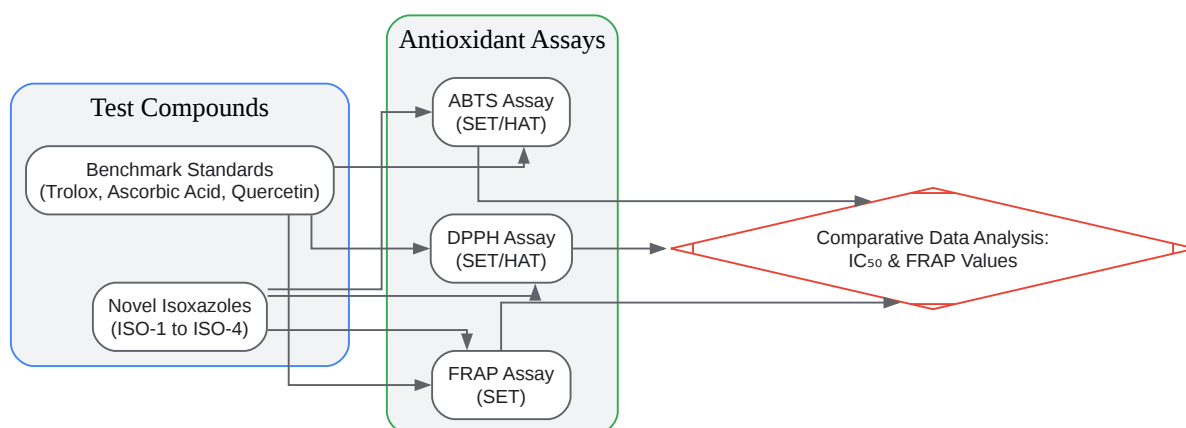 Test Compounds
Benchmark Standards
(Trolox, Ascorbic Acid, Quercetin)
Novel Isoxazoles
(ISO-1 to ISO-4)
Antioxidant Assays
ABTS Assay
(SET/HAT)
DPPH Assay
(SET/HAT)
FRAP Assay
(SET)
Comparative Data Analysis:
IC₅₀ & FRAP Values